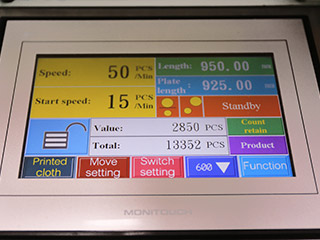 Speed: 50 PCS /Min
Length: 950.00 mm
Plate length: 925.00 mm
Start speed: 15 PCS /Min
Standby
Value: 2850 PCS
Count retain
Total: 13352 PCS
Product
Printed cloth
Move setting
Switch setting
600
Function
MONITOUCH